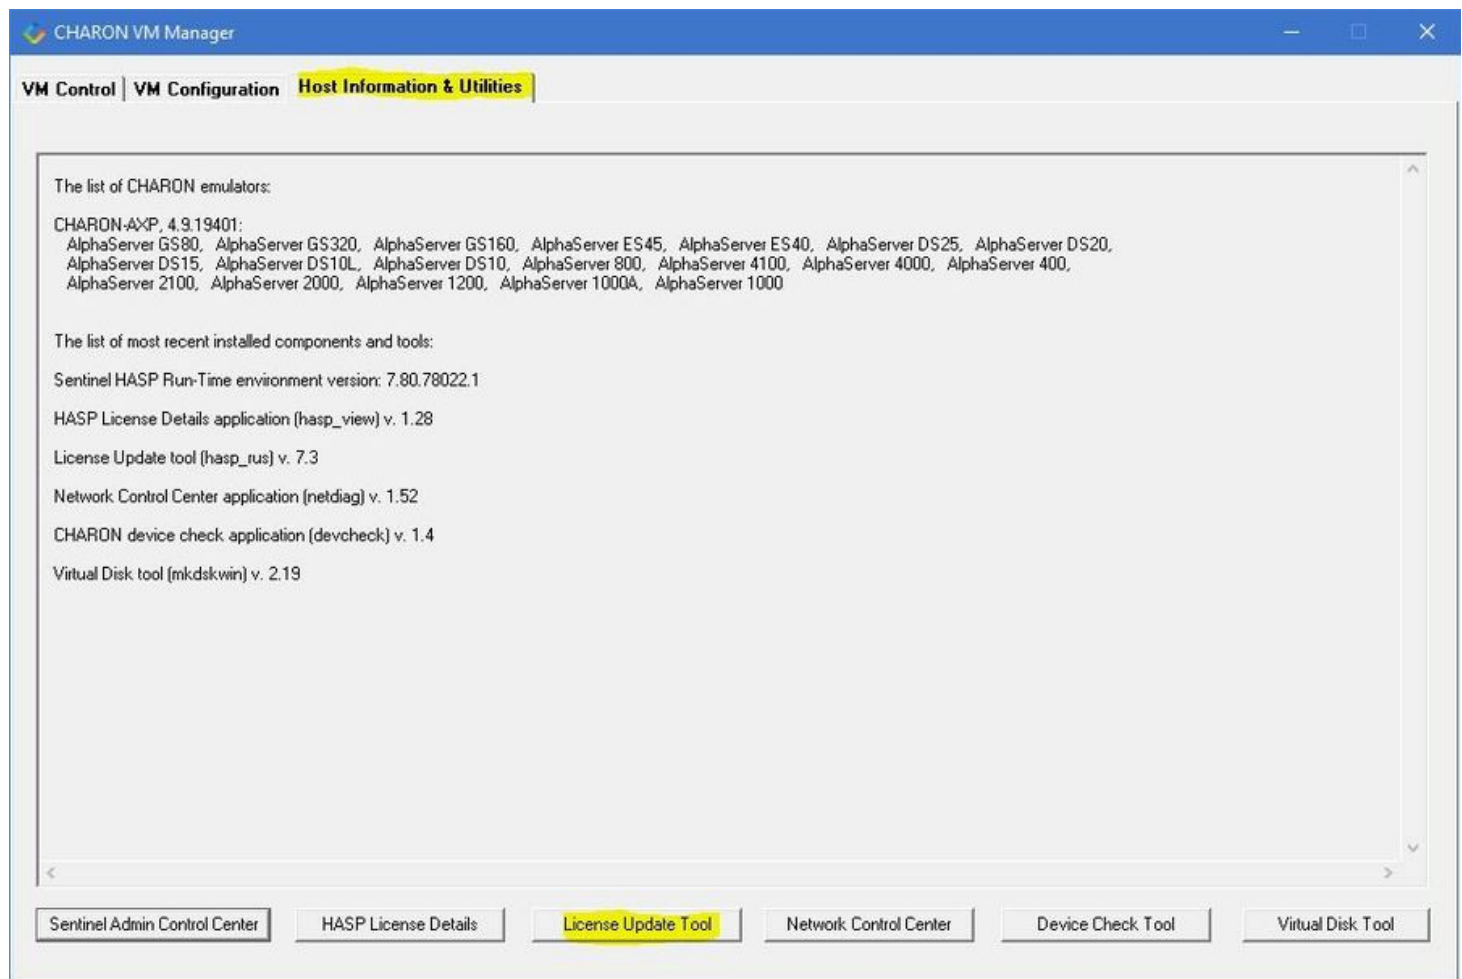 CHARON VM Manager
VM Control VM Configuration Host Information & Utilities
The list of CHARON emulators:
CHARON-AXP, 4.9.19401:
AlphaServer GS80, AlphaServer GS320, AlphaServer GS160, AlphaServer ES45, AlphaServer ES40, AlphaServer DS25, AlphaServer DS20,
AlphaServer DS15, AlphaServer DS10L, AlphaServer DS10, AlphaServer 800, AlphaServer 4100, AlphaServer 4000, AlphaServer 400,
AlphaServer 2100, AlphaServer 2000, AlphaServer 1200, AlphaServer 1000A, AlphaServer 1000
The list of most recent installed components and tools:
Sentinel HASP Run-Time environment version: 7.80.78022.1
HASP License Details application (hasp_view) v. 1.28
License Update tool (hasp_rus) v. 7.3
Network Control Center application (netdiag) v. 1.52
CHARON device check application (devcheck) v. 1.4
Virtual Disk tool (mkdskwin) v. 2.19
Sentinel Admin Control Center HASP License Details License Update Tool Network Control Center Device Check Tool Virtual Disk Tool